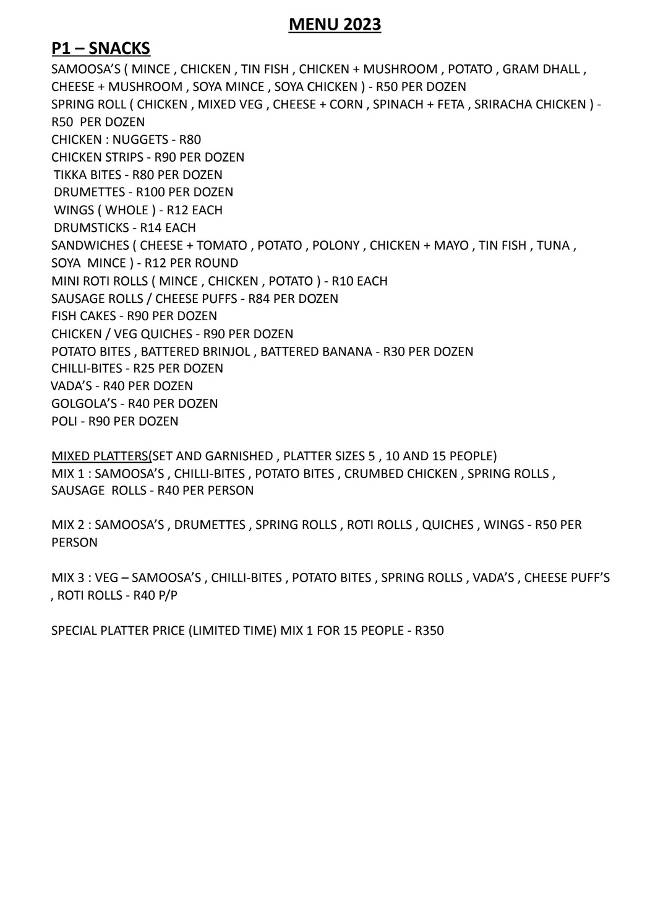 MENU 2023
P1 – SNACKS
SAMOOSA’S ( MINCE , CHICKEN , TIN FISH , CHICKEN + MUSHROOM , POTATO , GRAM DHALL ,
CHEESE + MUSHROOM , SOYA MINCE , SOYA CHICKEN ) - R50 PER DOZEN
SPRING ROLL ( CHICKEN , MIXED VEG , CHEESE + CORN , SPINACH + FETA , SRIRACHA CHICKEN ) -
R50  PER DOZEN
CHICKEN : NUGGETS - R80
CHICKEN STRIPS - R90 PER DOZEN
TIKKA BITES - R80 PER DOZEN
DRUMETTES - R100 PER DOZEN
WINGS ( WHOLE ) - R12 EACH
DRUMSTICKS - R14 EACH
SANDWICHES ( CHEESE + TOMATO , POTATO , POLONY , CHICKEN + MAYO , TIN FISH , TUNA ,
SOYA  MINCE ) - R12 PER ROUND
MINI ROTI ROLLS ( MINCE , CHICKEN , POTATO ) - R10 EACH
SAUSAGE ROLLS / CHEESE PUFFS - R84 PER DOZEN
FISH CAKES - R90 PER DOZEN
CHICKEN / VEG QUICHES - R90 PER DOZEN
POTATO BITES , BATTERED BRINJOL , BATTERED BANANA - R30 PER DOZEN
CHILLI-BITES - R25 PER DOZEN
VADA’S - R40 PER DOZEN
GOLGOLA’S - R40 PER DOZEN
POLI - R90 PER DOZEN
MIXED PLATTERS(SET AND GARNISHED , PLATTER SIZES 5 , 10 AND 15 PEOPLE)
MIX 1 : SAMOOSA’S , CHILLI-BITES , POTATO BITES , CRUMBED CHICKEN , SPRING ROLLS ,
SAUSAGE  ROLLS - R40 PER PERSON
MIX 2 : SAMOOSA’S , DRUMETTES , SPRING ROLLS , ROTI ROLLS , QUICHES , WINGS - R50 PER
PERSON
MIX 3 : VEG – SAMOOSA’S , CHILLI-BITES , POTATO BITES , SPRING ROLLS , VADA’S , CHEESE PUFF’S
, ROTI ROLLS - R40 P/P
SPECIAL PLATTER PRICE (LIMITED TIME) MIX 1 FOR 15 PEOPLE - R350